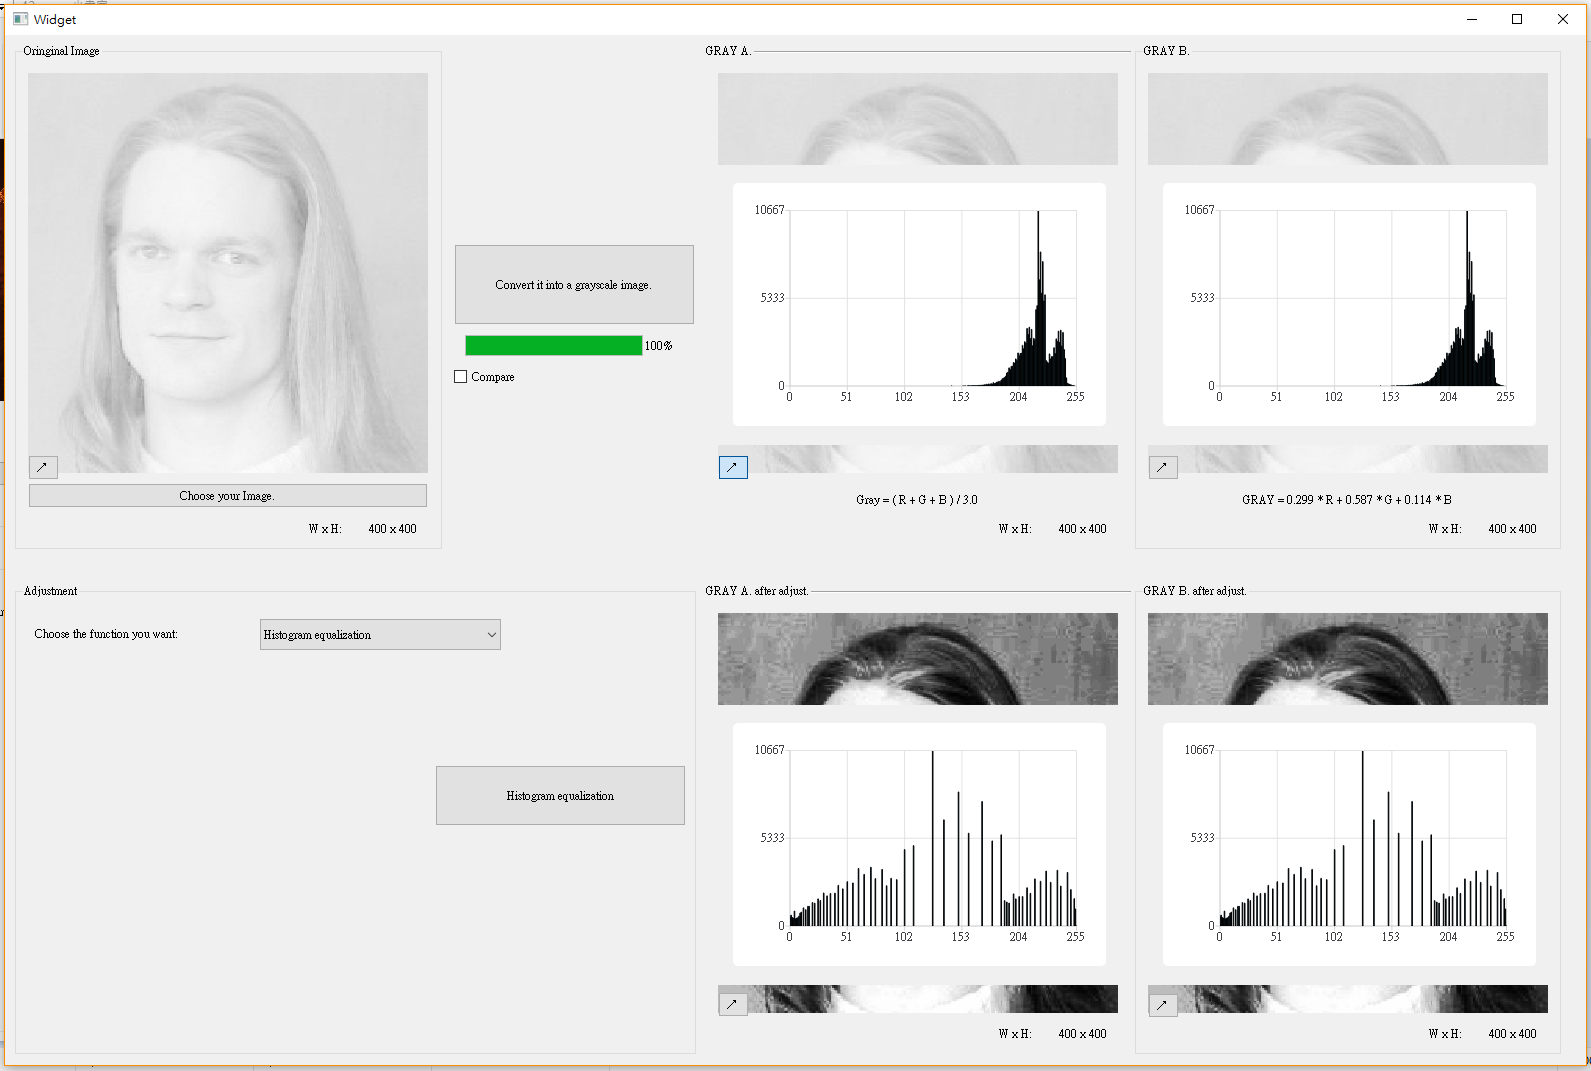 Widget
Oringinal Image
Choose your Image.
W x H: 400 x 400
Convert it into a grayscale image.
100%
Compare
GRAY A.
10667
5333
0
0 51 102 153 204 255
Gray = ( R + G + B ) / 3.0
W x H: 400 x 400
GRAY B.
10667
5333
0
0 51 102 153 204 255
GRAY = 0.299 * R + 0.587 * G + 0.114 * B
W x H: 400 x 400
Adjustment
Choose the function you want: Histogram equalization
Histogram equalization
GRAY A. after adjust.
10667
5333
0
0 51 102 153 204 255
W x H: 400 x 400
GRAY B. after adjust.
10667
5333
0
0 51 102 153 204 255
W x H: 400 x 400